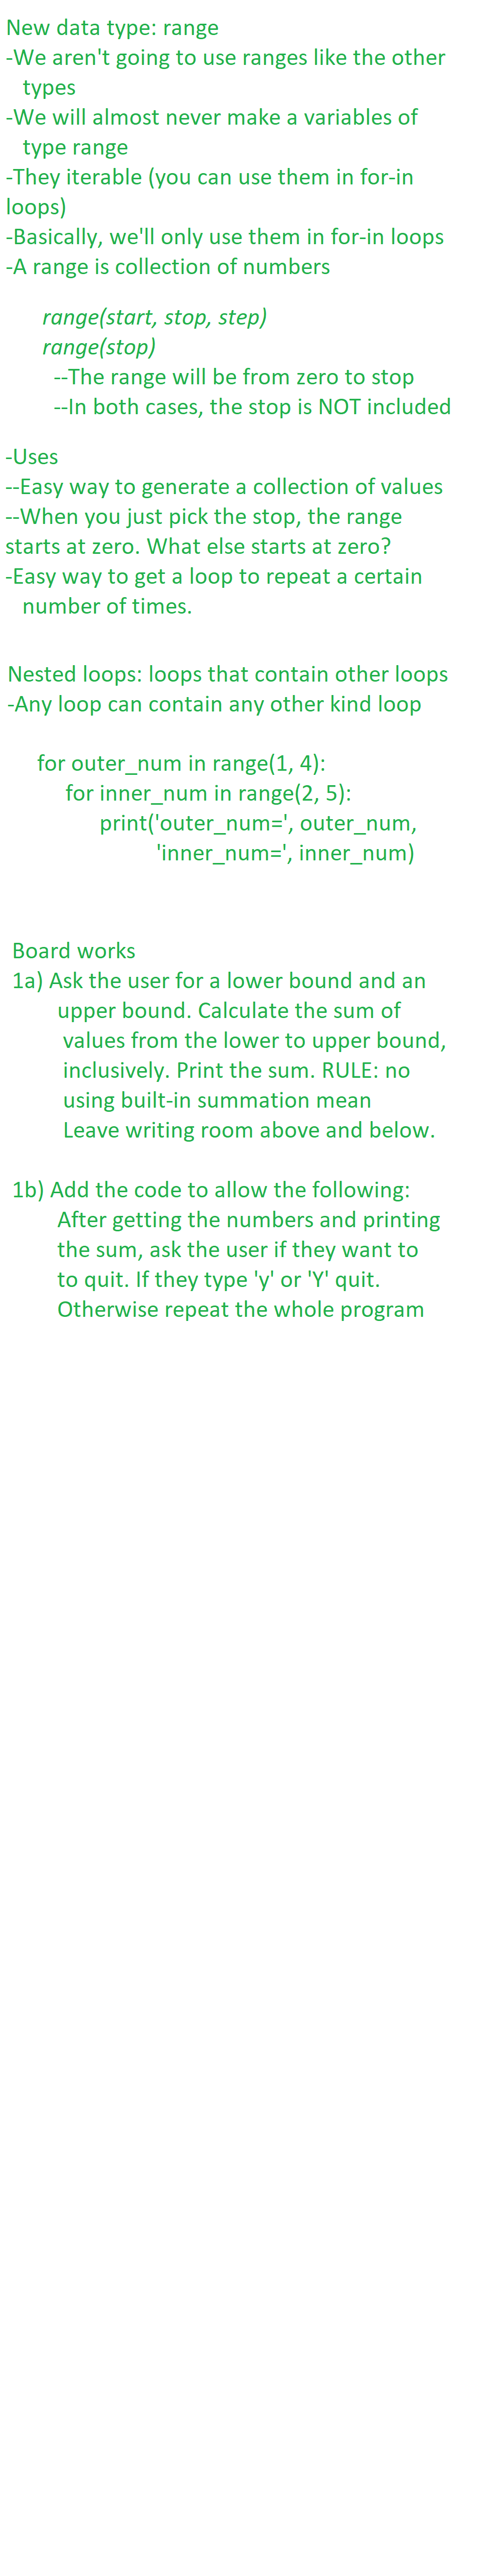 New data type: range
-We aren't going to use ranges like the other
types
-We will almost never make a variables of
type range
-They iterable (you can use them in for-in
loops)
-Basically, we'll only use them in for-in loops
-A range is collection of numbers
range(start, stop, step)
range(stop)
--The range will be from zero to stop
--In both cases, the stop is NOT included
-Uses
--Easy way to generate a collection of values
--When you just pick the stop, the range
starts at zero. What else starts at zero?
-Easy way to get a loop to repeat a certain
number of times.
Nested loops: loops that contain other loops
-Any loop can contain any other kind loop
for outer_num in range(1, 4):
for inner_num in range(2, 5):
print('outer_num=', outer_num,
'inner_num=', inner_num)
Board works
1a) Ask the user for a lower bound and an
upper bound. Calculate the sum of
values from the lower to upper bound,
inclusively. Print the sum. RULE: no
using built-in summation mean
Leave writing room above and below.
1b) Add the code to allow the following:
After getting the numbers and printing
the sum, ask the user if they want to
to quit. If they type 'y' or 'Y' quit.
Otherwise repeat the whole program